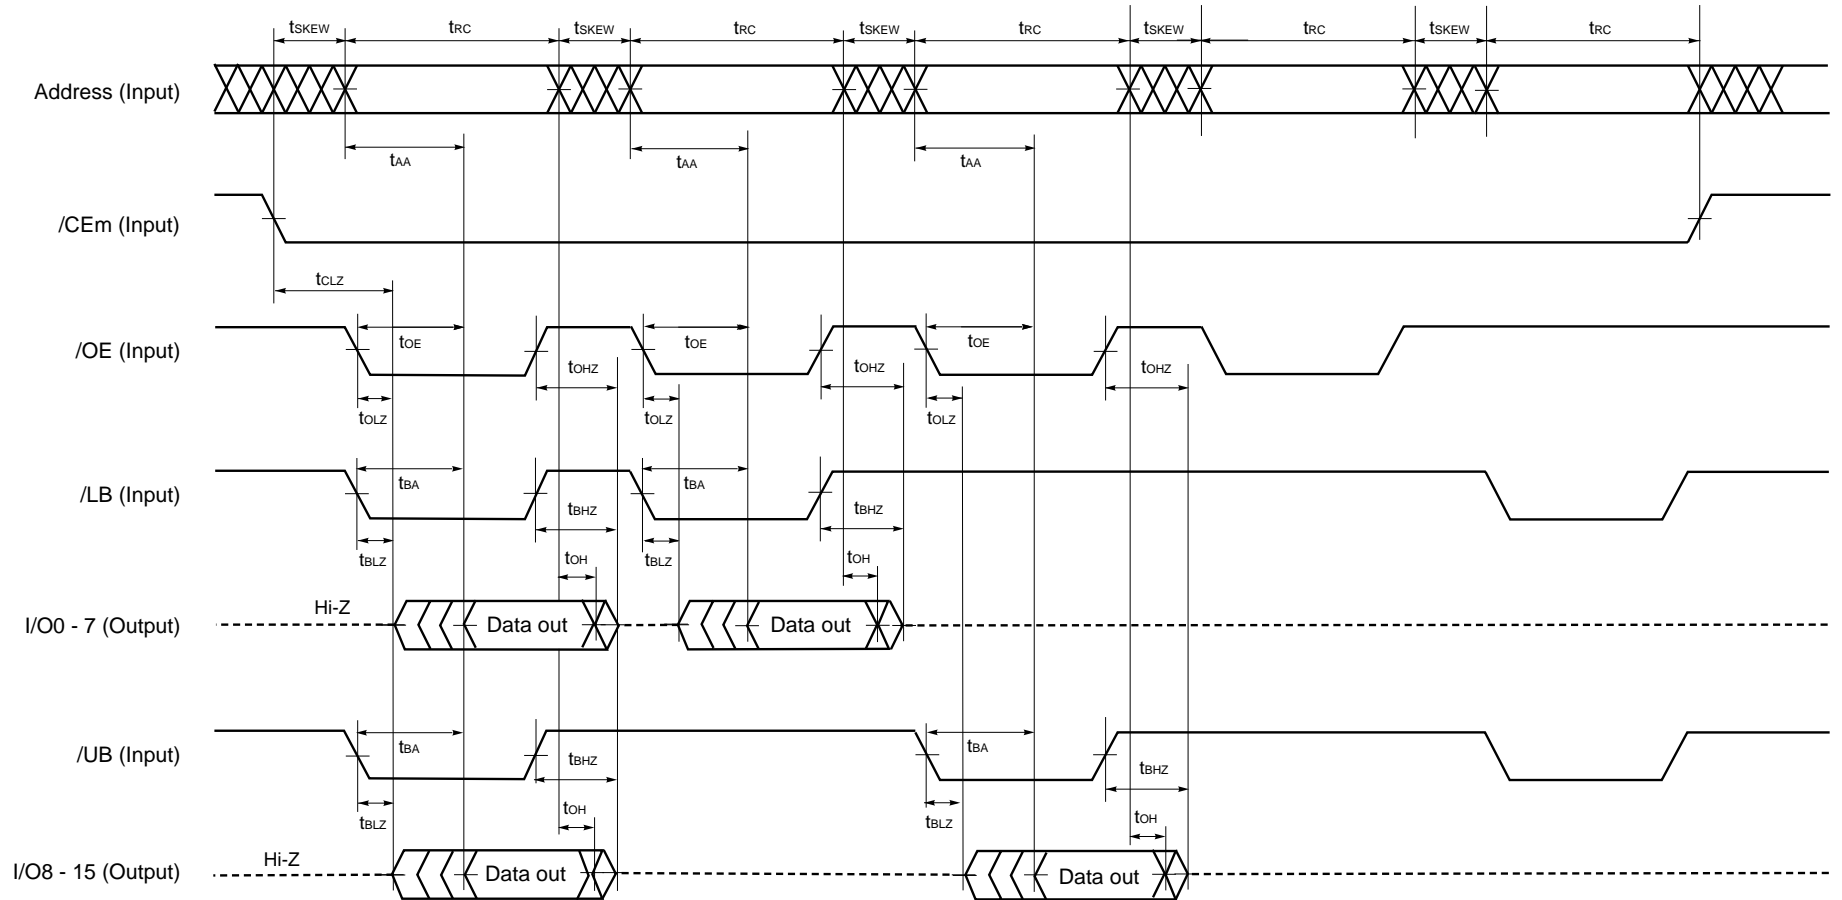 tSKEW tRC tSKEW tRC tSKEW tRC tSKEW tRC tSKEW tRC
Address (Input)
tAA tAA tAA
/CEm (Input)
tCLZ
/OE (Input)
tOE tOE tOE
tOHZ tOHZ tOHZ
tOLZ tOLZ tOLZ
/LB (Input)
tBA tBA
tBHZ tBHZ
tBLZ tBLZ
tOH tOH
Hi-Z
I/O0 - 7 (Output)
Data out Data out
/UB (Input)
tBA tBA
tBHZ tBHZ
tBLZ tBLZ
tOH tOH
Hi-Z
I/O8 - 15 (Output)
Data out Data out